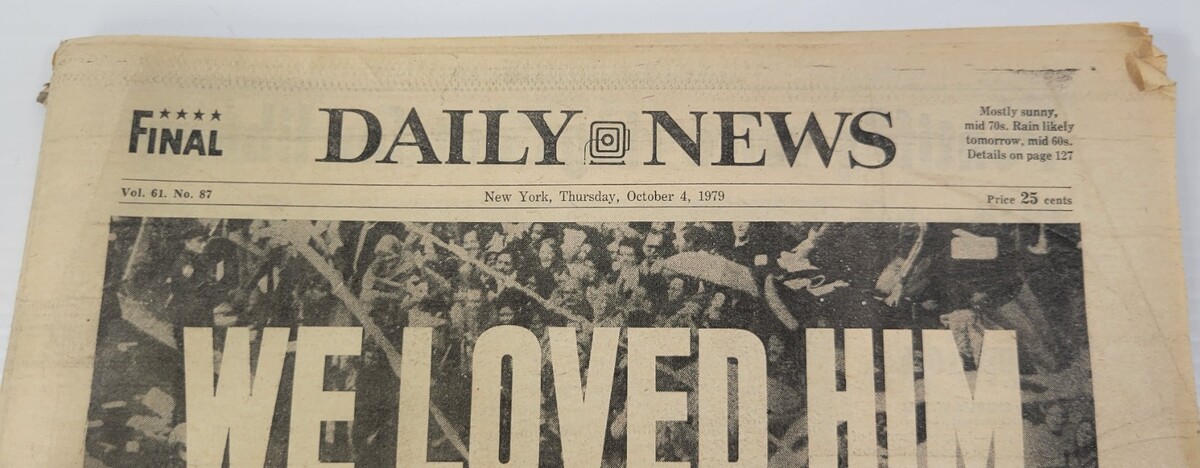 ★★★★
FINAL
DAILY NEWS
Mostly sunny,
mid 70s. Rain likely
tomorrow, mid 60s.
Details on page 127
Vol. 61. No. 87
New York, Thursday, October 4, 1979
Price 25 cents
WE LOVED HIM